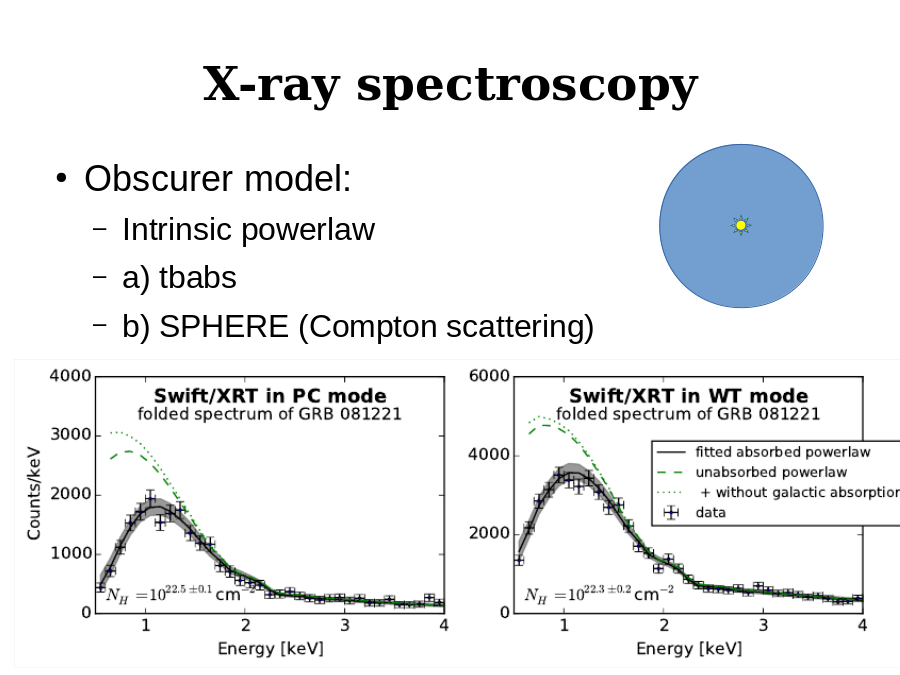 X-ray spectroscopy
• Obscurer model:
– Intrinsic powerlaw
– a) tbabs
– b) SPHERE (Compton scattering)
Swift/XRT in PC mode
folded spectrum of GRB 081221
4000
3000
2000
1000
0
Counts/keV
N_H =10^{22.5 ±0.1} cm^{−2}
1 2 3 4
Energy [keV]
Swift/XRT in WT mode
folded spectrum of GRB 081221
6000
4000
2000
0
fitted absorbed powerlaw
unabsorbed powerlaw
+ without galactic absorption
data
N_H =10^{22.3 ±0.2} cm^{−2}
1 2 3 4
Energy [keV]